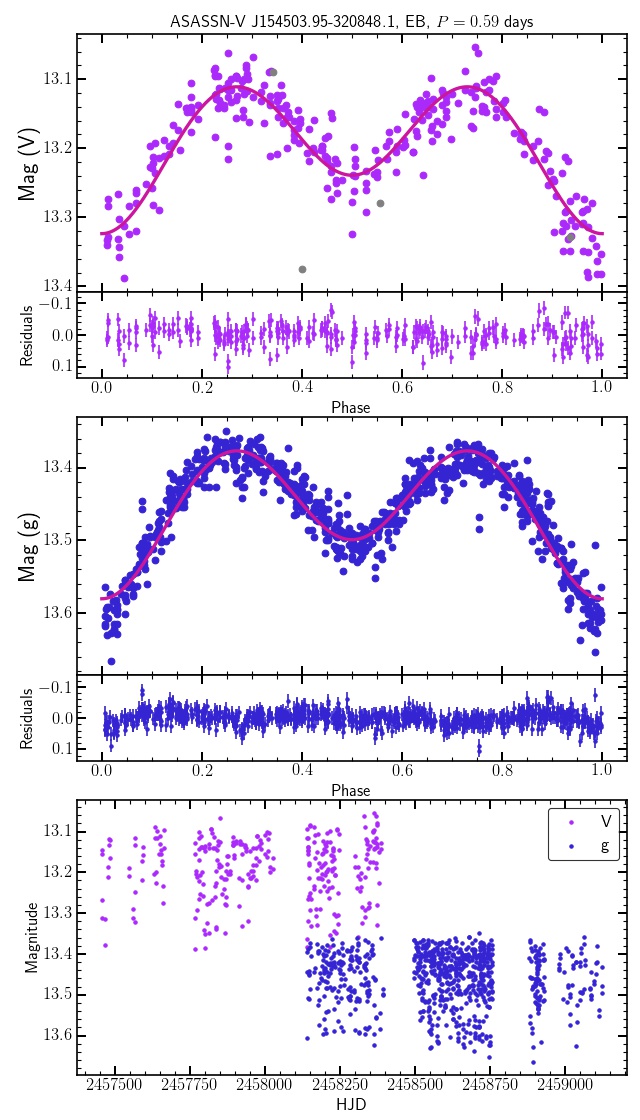 ASASSN-V J154503.95-320848.1, EB, P = 0.59 days
Mag (V)
13.1
13.2
13.3
13.4
Residuals
−0.1
0.0
0.1
0.0 0.2 0.4 0.6 0.8 1.0
Phase
Mag (g)
13.4
13.5
13.6
Residuals
−0.1
0.0
0.1
0.0 0.2 0.4 0.6 0.8 1.0
Phase
Magnitude
13.1
13.2
13.3
13.4
13.5
13.6
V
g
2457500 2457750 2458000 2458250 2458500 2458750 2459000
HJD